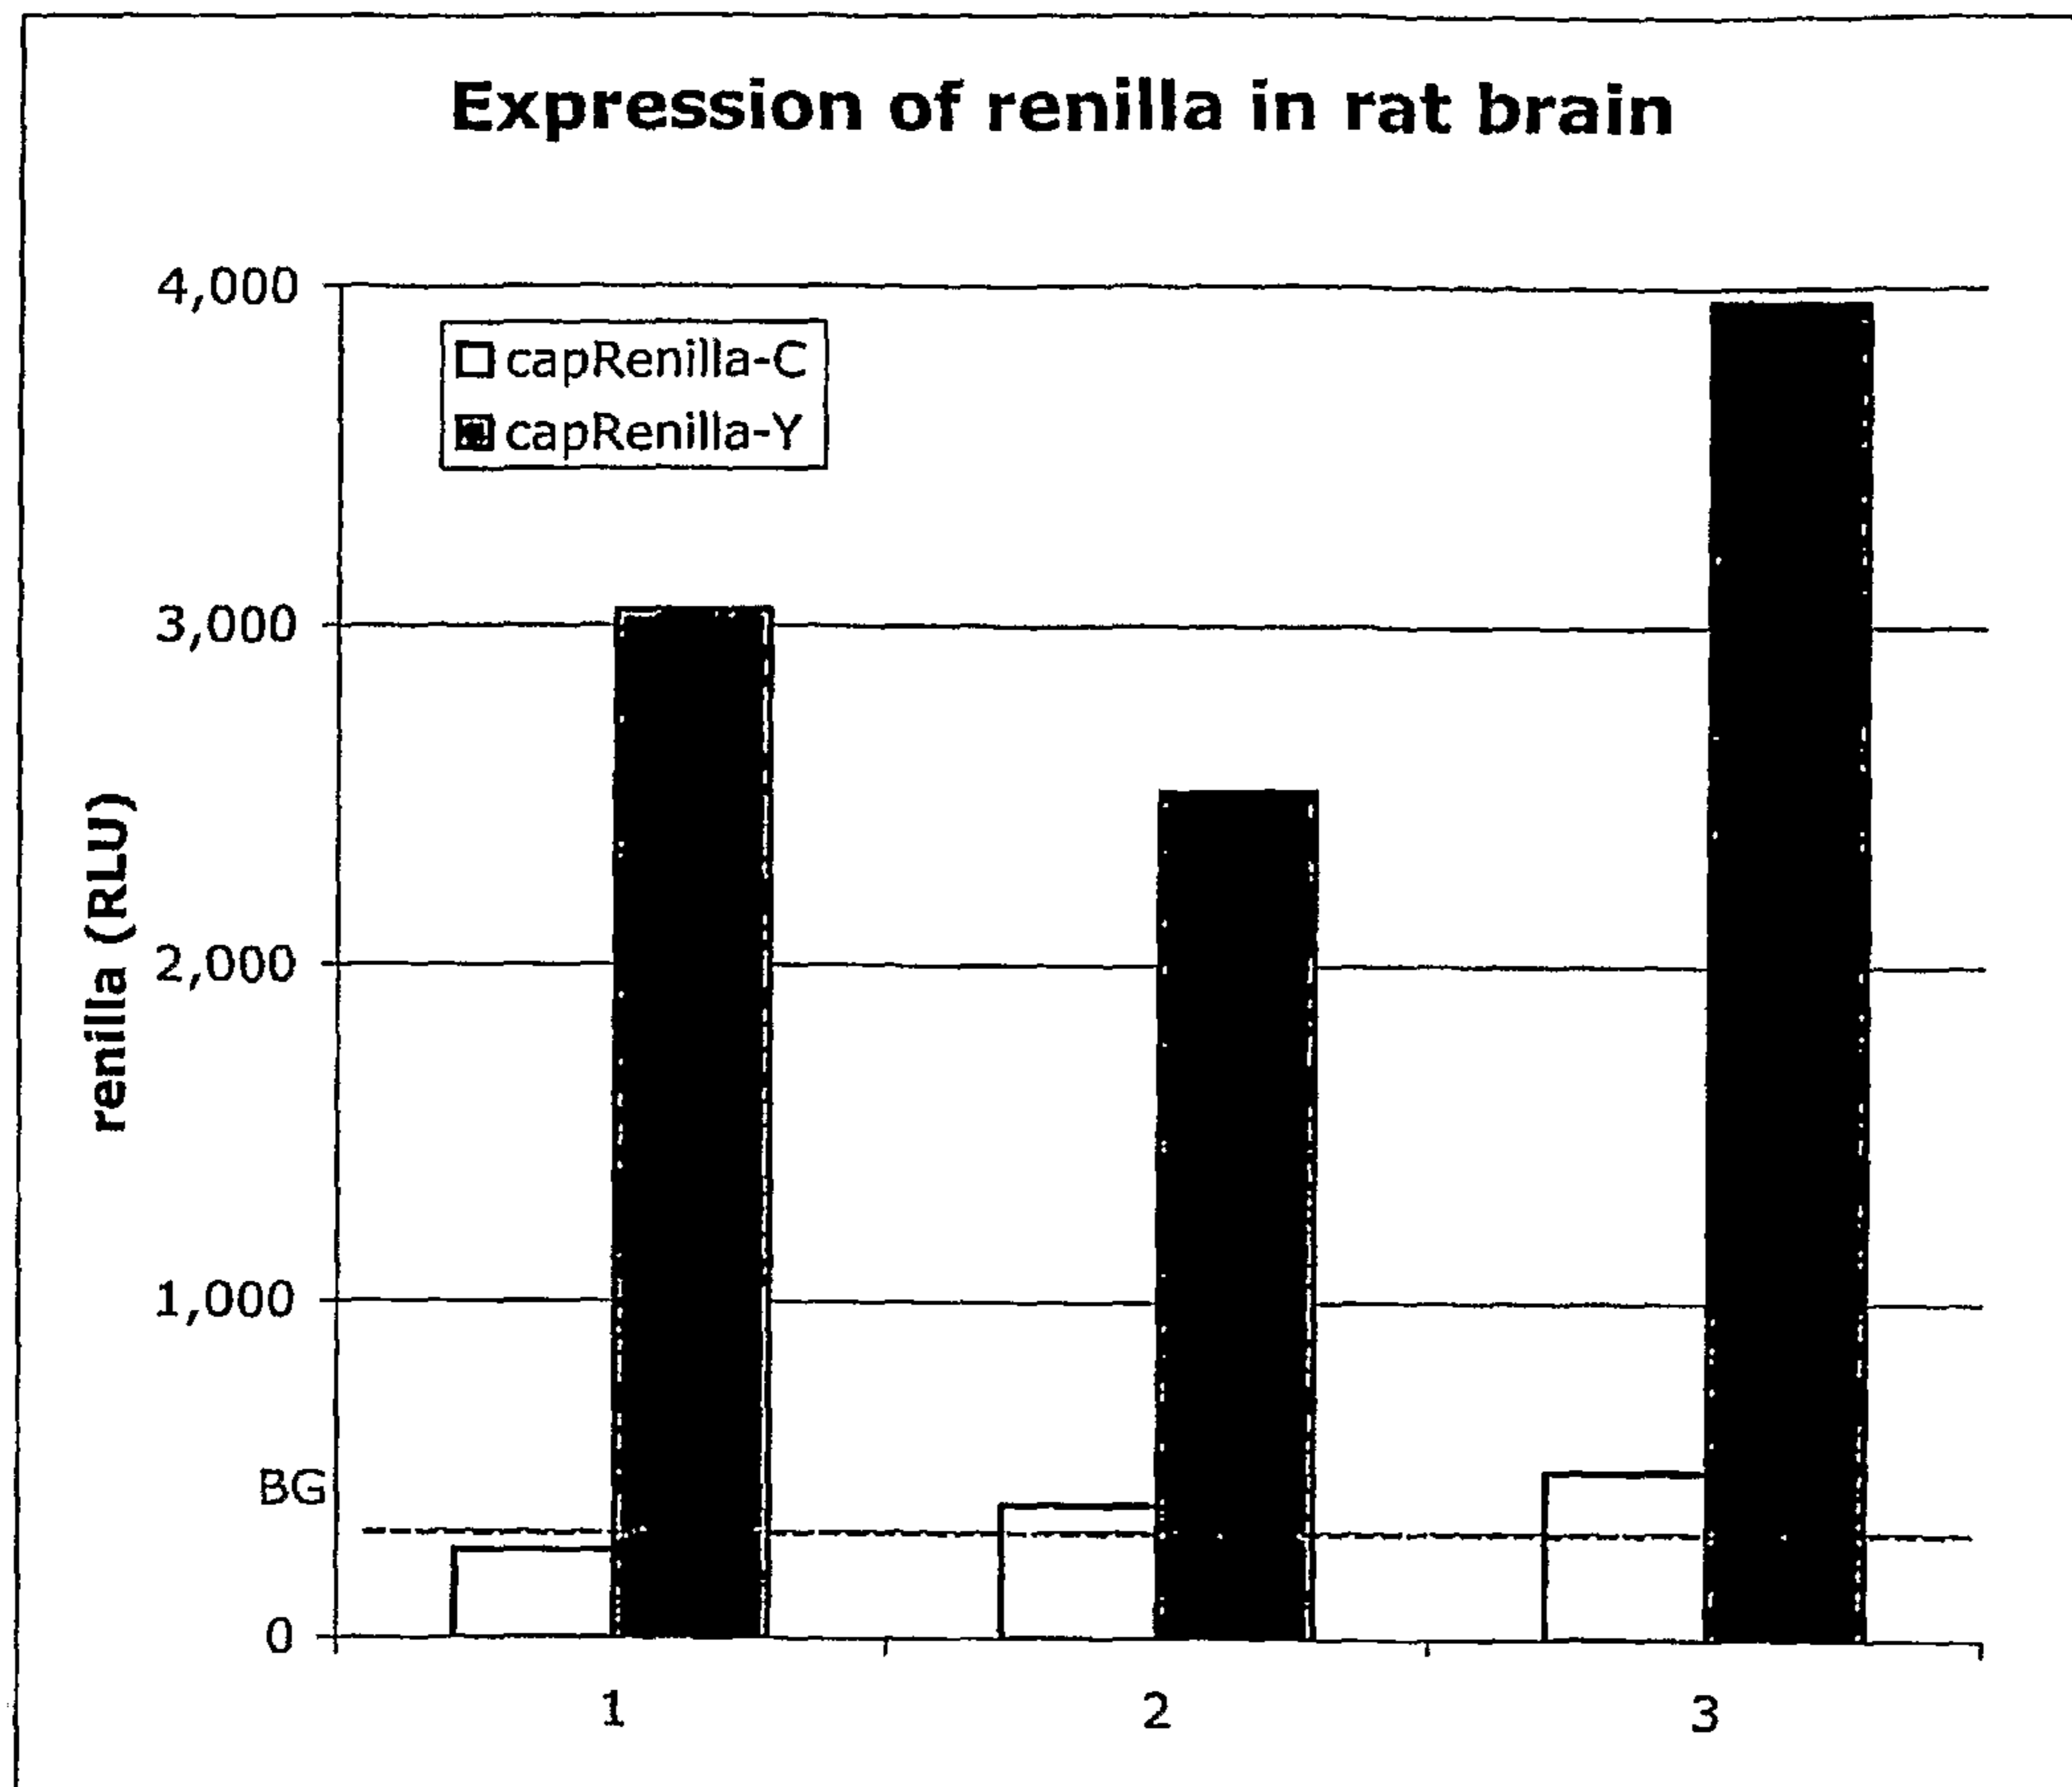 Expression of renilla in rat brain
4,000
capRenilla-C
capRenilla-Y
3,000
renilla (RLU)
2,000
1,000
BG
0
1 2 3